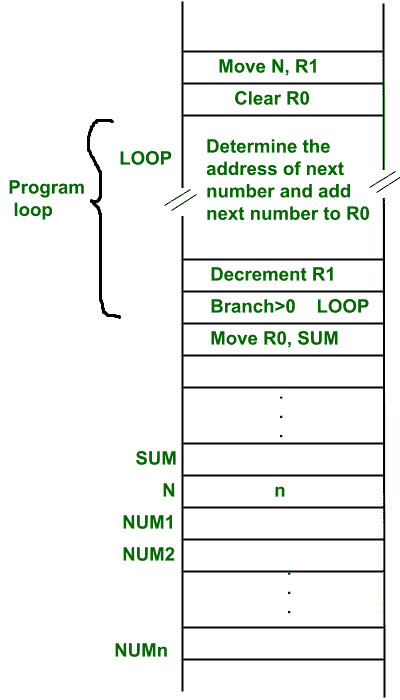 Move N, R1
Clear R0
LOOP
Determine the
address of next
number and add
next number to R0
Program
loop
Decrement R1
Branch>0 LOOP
Move R0, SUM
SUM
N n
NUM1
NUM2
NUMn